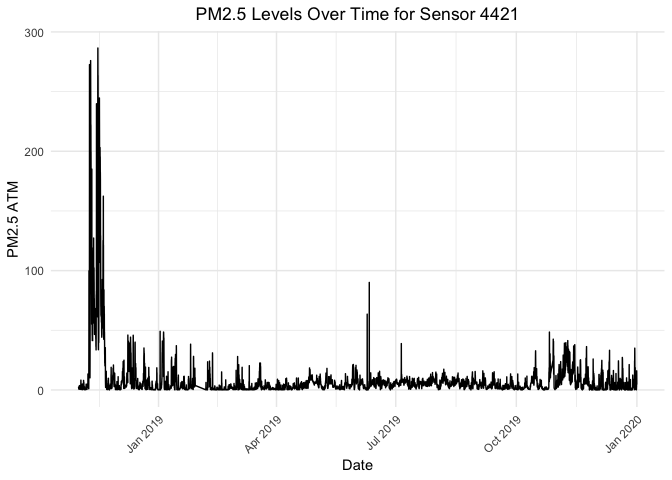 PM2.5 Levels Over Time for Sensor 4421
300
200
100
0
PM2.5 ATM
Jan 2019
Apr 2019
Jul 2019
Oct 2019
Jan 2020
Date